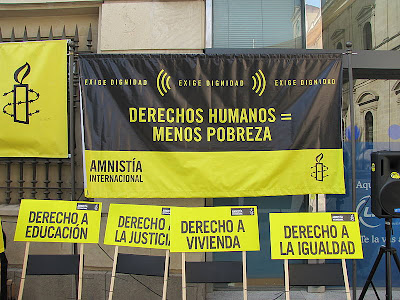 EXIGE DIGNIDAD EXIGE DIGNIDAD EXIGE DIGNIDAD
DERECHOS HUMANOS =
MENOS POBREZA
AMNISTÍA
INTERNACIONAL
DERECHO A
EDUCACIÓN
DERECHO A
LA JUSTICIA
DERECHO A
VIVIENDA
DERECHO A
LA IGUALDAD